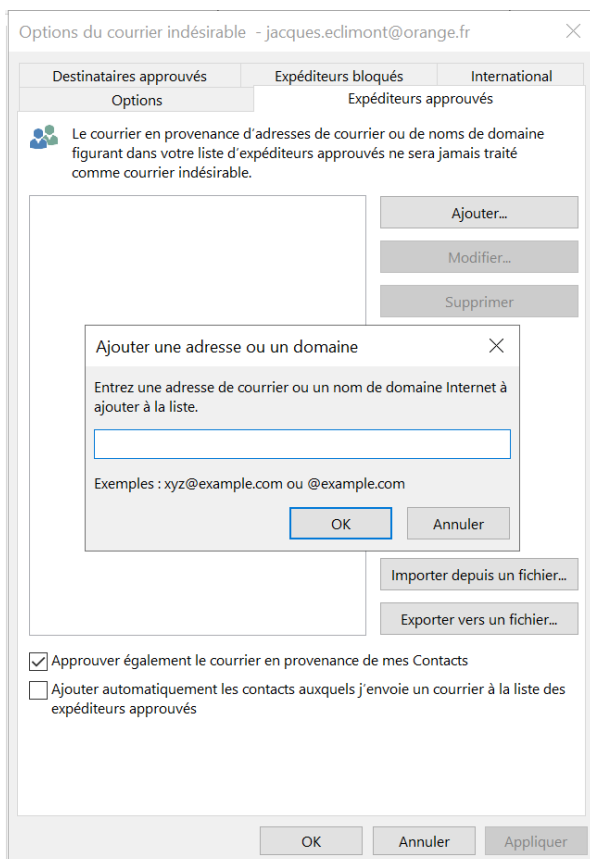 Options du courrier indésirable - jacques.eclimont@orange.fr
Destinataires approuvés
Expéditeurs bloqués
International
Options
Expéditeurs approuvés
Le courrier en provenance d'adresses de courrier ou de noms de domaine
figurant dans votre liste d'expéditeurs approuvés ne sera jamais traité
comme courrier indésirable.
Ajouter...
Modifier...
Supprimer
Ajouter une adresse ou un domaine
Entrez une adresse de courrier ou un nom de domaine Internet à
ajouter à la liste.
Exemples : xyz@example.com ou @example.com
OK
Annuler
Importer depuis un fichier...
Exporter vers un fichier...
Approuver également le courrier en provenance de mes Contacts
Ajouter automatiquement les contacts auxquels j'envoie un courrier à la liste des
expéditeurs approuvés
OK
Annuler
Appliquer